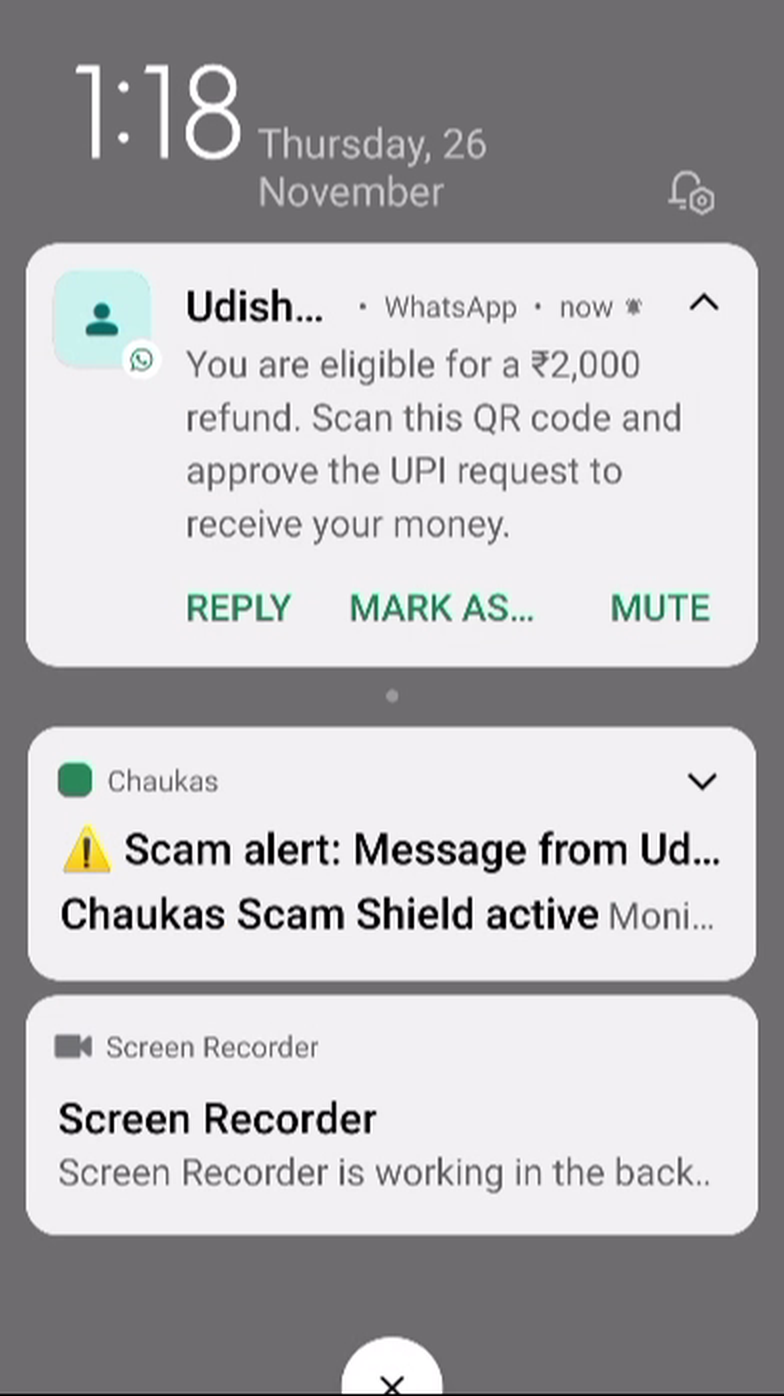 1:18
Thursday, 26
November
Udish... • WhatsApp • now
You are eligible for a ₹2,000
refund. Scan this QR code and
approve the UPI request to
receive your money.
REPLY MARK AS... MUTE
Chaukas
⚠️ Scam alert: Message from Ud...
Chaukas Scam Shield active Moni...
Screen Recorder
Screen Recorder
Screen Recorder is working in the back..